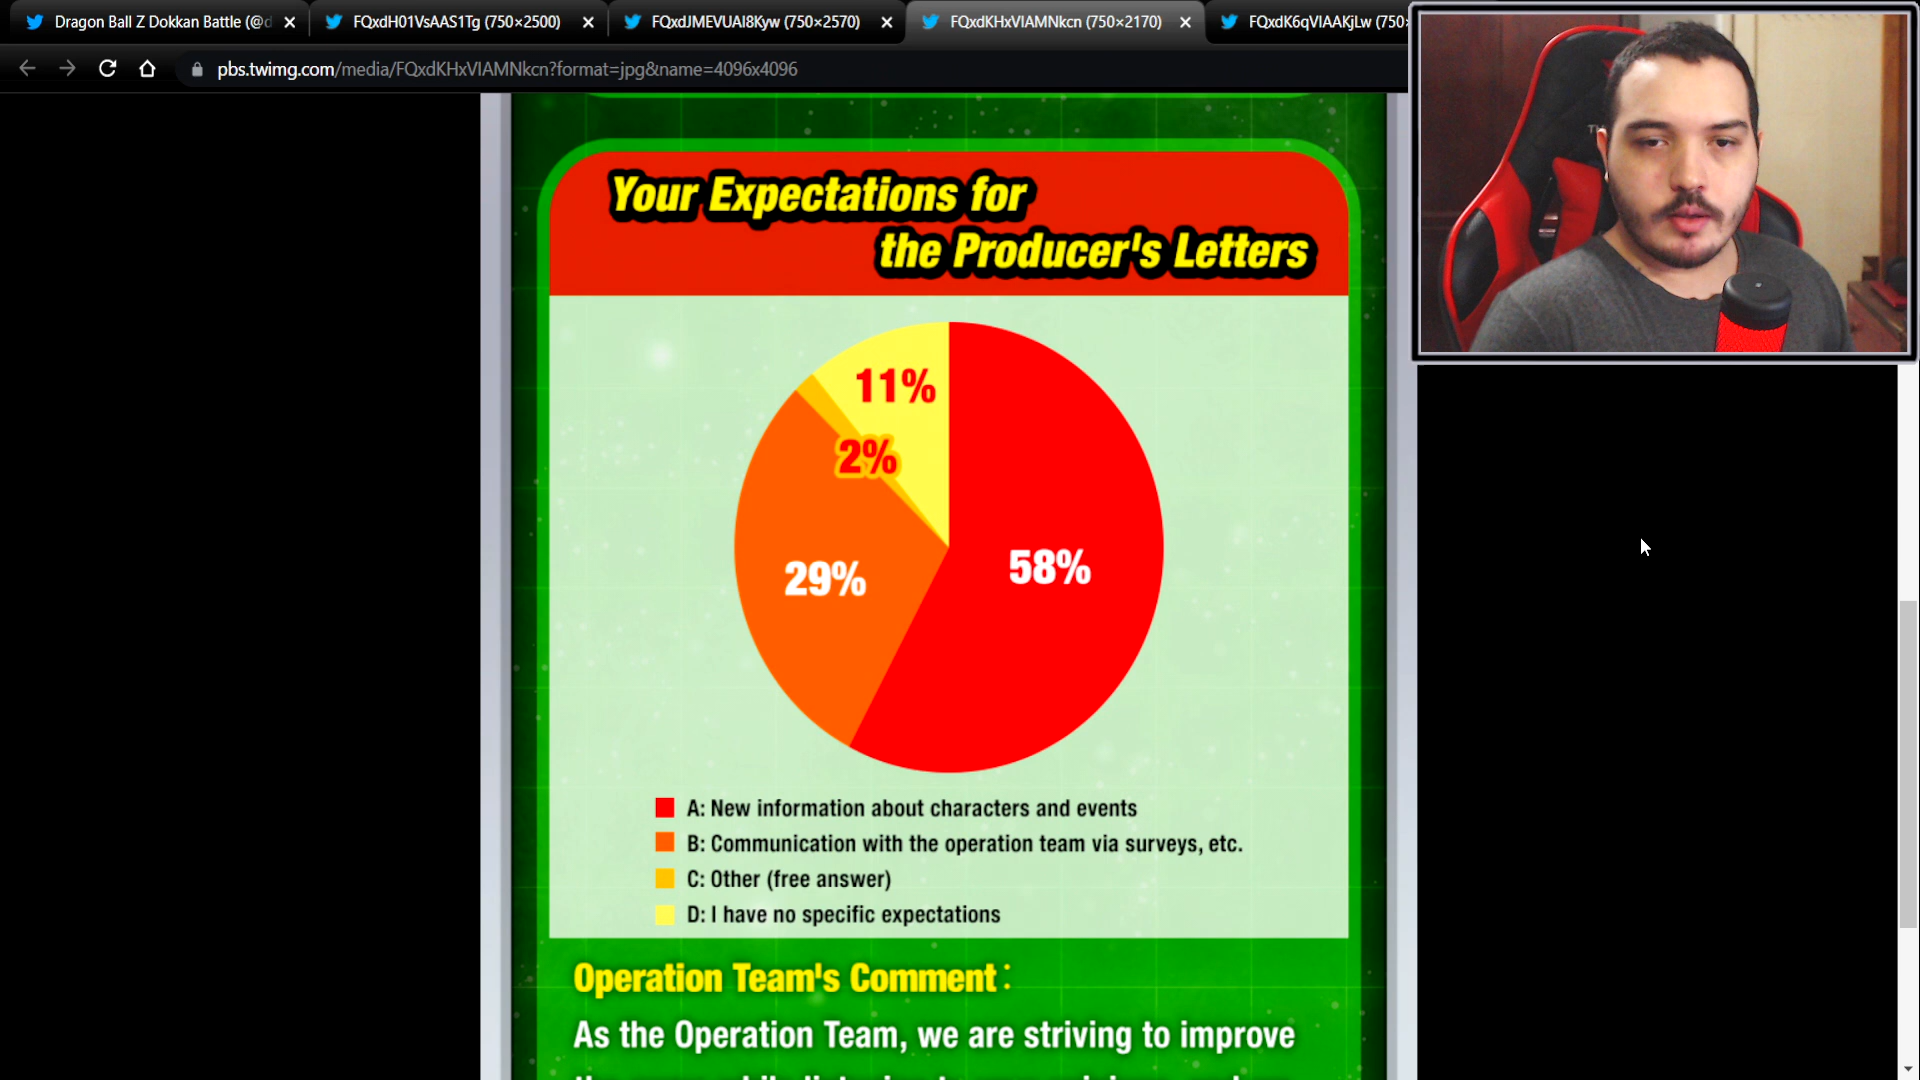 Dragon Ball Z Dokkan Battle (@d
FQxdH01VsAAS1Tg (750×2500)
FQxdJMEVUAI8Kyw (750×2570)
FQxdKHxVIAMNkcn (750×2170)
FQxdK6qVIAAKjLw (750×
pbs.twimg.com/media/FQxdKHxVIAMNkcn?format=jpg&name=4096x4096
Your Expectations for
the Producer's Letters
11%
2%
29%
58%
A: New information about characters and events
B: Communication with the operation team via surveys, etc.
C: Other (free answer)
D: I have no specific expectations
Operation Team's Comment:
As the Operation Team, we are striving to improve